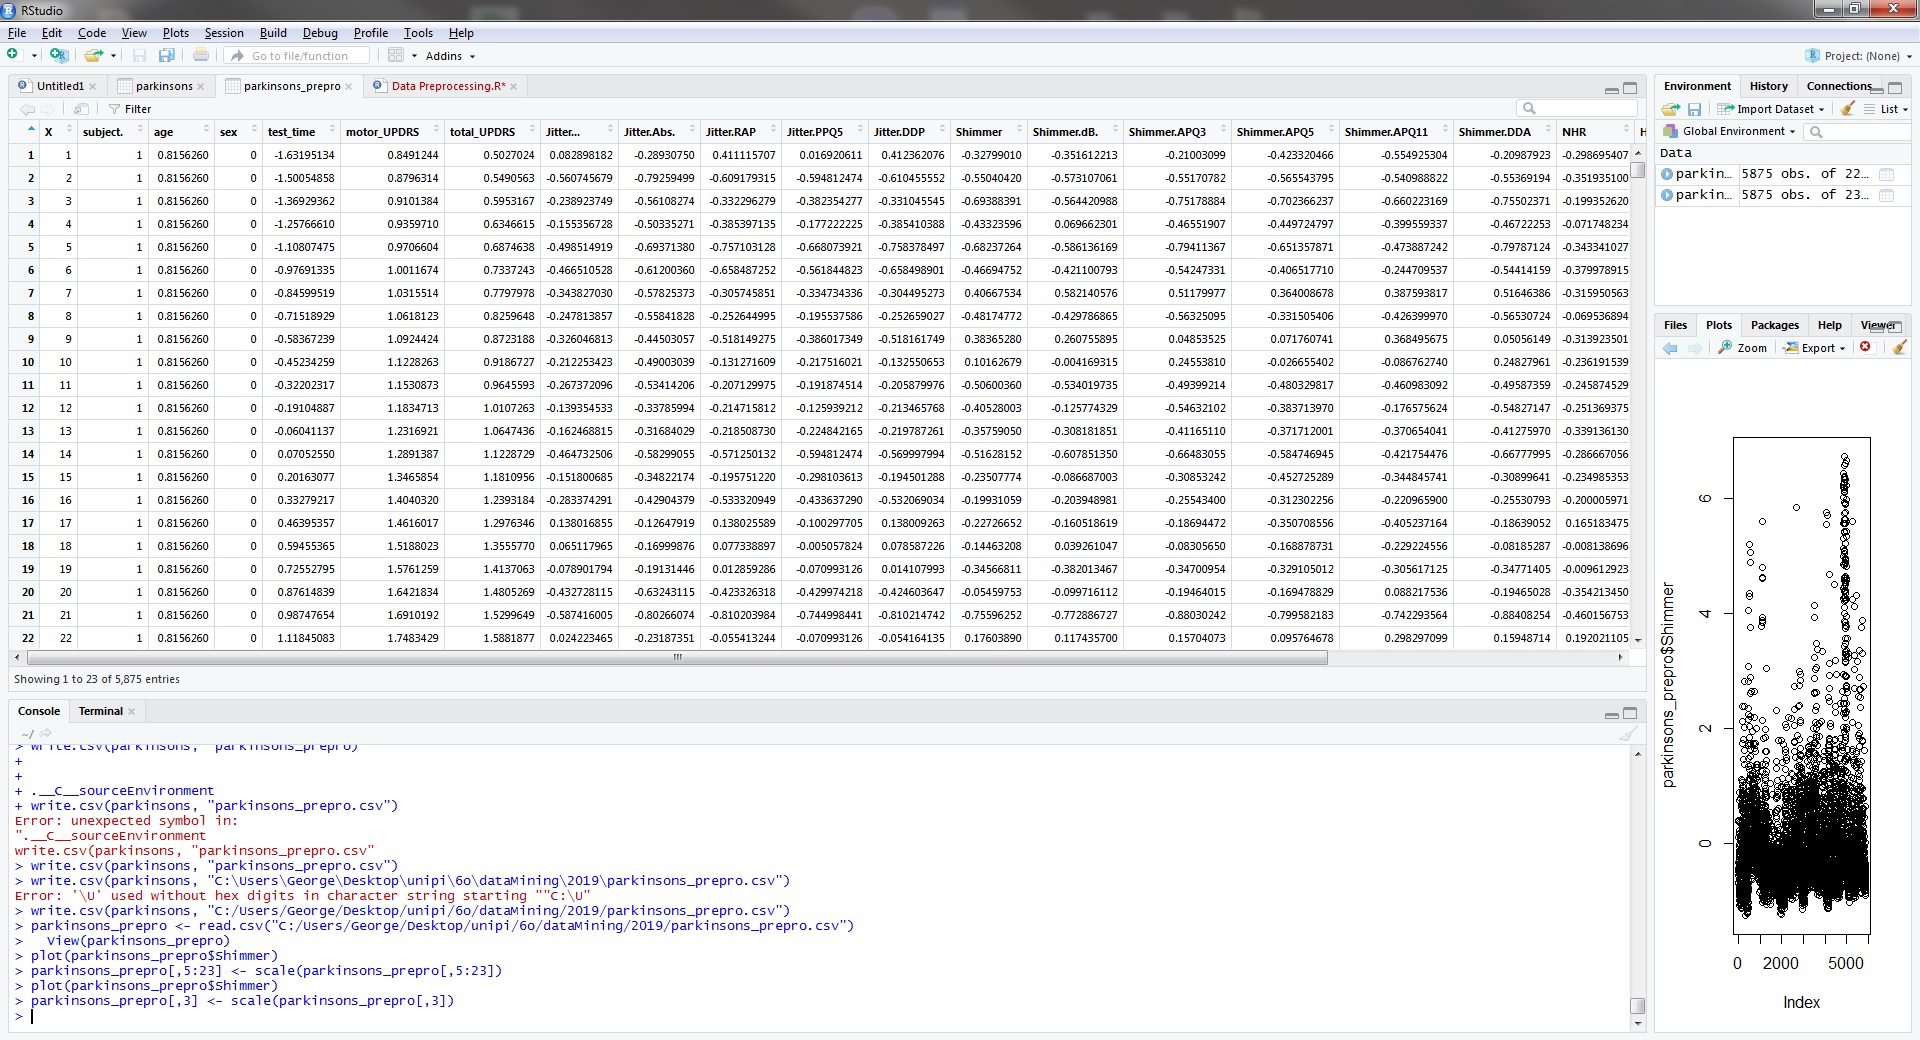 RStudio
File Edit Code View Plots Session Build Debug Profile Tools Help
Go to file/function Addins Project: (None)
Untitled1 parkinsons parkinsons_prepro Data Preprocessing.R*
Filter
X subject. age sex test_time motor_UPDRS total_UPDRS Jitter... Jitter.Abs. Jitter.RAP Jitter.PPQ5 Jitter.DDP Shimmer Shimmer.dB. Shimmer.APQ3 Shimmer.APQ5 Shimmer.APQ11 Shimmer.DDA NHR H
1 1 1 0.8156260 0 -1.63195134 0.8491244 0.5027024 0.082898182 -0.28930750 0.411115707 0.016920611 0.412362076 -0.32799010 -0.351612213 -0.21003099 -0.423320466 -0.554925304 -0.20987923 -0.298695407
2 2 1 0.8156260 0 -1.50054858 0.8796314 0.5490563 -0.560745679 -0.79259499 -0.609179315 -0.594812474 -0.610455552 -0.55040420 -0.573107061 -0.55170782 -0.565543795 -0.540988822 -0.55369194 -0.351935100
3 3 1 0.8156260 0 -1.36929362 0.9101384 0.5953167 -0.238923749 -0.56108274 -0.332296279 -0.382354277 -0.331045545 -0.69388391 -0.564420988 -0.75178884 -0.702366237 -0.660223169 -0.75502371 -0.199352620
4 4 1 0.8156260 0 -1.25766610 0.9359710 0.6346615 -0.155356728 -0.50335271 -0.385397135 -0.177222225 -0.385410388 -0.43323596 0.069662301 -0.46551907 -0.449724797 -0.399559337 -0.46722253 -0.071748234
5 5 1 0.8156260 0 -1.10807475 0.9706604 0.6874638 -0.498514919 -0.69371380 -0.757103128 -0.668073921 -0.758378497 -0.68237264 -0.586136169 -0.79411367 -0.651357871 -0.473887242 -0.79787124 -0.343341027
6 6 1 0.8156260 0 -0.97691335 1.0011674 0.7337243 -0.466510528 -0.61200360 -0.658487252 -0.561844823 -0.658498901 -0.46694752 -0.421100793 -0.54247331 -0.406517710 -0.244709537 -0.54414159 -0.379978915
7 7 1 0.8156260 0 -0.84599519 1.0315514 0.7797978 -0.343827030 -0.57825373 -0.305745851 -0.334734336 -0.304495273 0.40667534 0.582140576 0.51179977 0.364008678 0.387593817 0.51646386 -0.315950563
8 8 1 0.8156260 0 -0.71518929 1.0618123 0.8259648 -0.247813857 -0.55841828 -0.252644995 -0.195537586 -0.252659027 -0.48174772 -0.429786865 -0.56325095 -0.331505406 -0.426399970 -0.56530724 -0.069536894
9 9 1 0.8156260 0 -0.58367239 1.0924424 0.8723188 -0.326046813 -0.44503057 -0.518149275 -0.386017349 -0.518161749 0.38365280 0.260755895 0.04853525 0.071760741 0.368495675 0.05056149 -0.313923501
10 10 1 0.8156260 0 -0.45234259 1.1228263 0.9186727 -0.212253423 -0.49003039 -0.131271609 -0.217516021 -0.132550653 0.10162679 -0.004169315 0.24553810 -0.026655402 -0.086762740 0.24827961 -0.236191539
11 11 1 0.8156260 0 -0.32202317 1.1530873 0.9645593 -0.267372096 -0.53414206 -0.207129975 -0.191874514 -0.205879976 -0.50600360 -0.534019735 -0.49399214 -0.480329817 -0.460983092 -0.49587359 -0.245874529
12 12 1 0.8156260 0 -0.19104887 1.1834713 1.0107263 -0.139354533 -0.33785994 -0.214715812 -0.125939212 -0.213465768 -0.40528003 -0.125774329 -0.54632102 -0.383713970 -0.176575624 -0.54827147 -0.251369375
13 13 1 0.8156260 0 -0.06041137 1.2316921 1.0647436 -0.162468815 -0.31684029 -0.218508730 -0.224842165 -0.219787261 -0.35759050 -0.308181851 -0.41165110 -0.371712001 -0.370654041 -0.41275970 -0.339136130
14 14 1 0.8156260 0 0.07052550 1.2891387 1.1228729 -0.464732506 -0.58299055 -0.571250132 -0.594812474 -0.569997994 -0.51628152 -0.607851350 -0.66483055 -0.584746945 -0.421754476 -0.66777995 -0.286667056
15 15 1 0.8156260 0 0.20163077 1.3465854 1.1810956 -0.151800685 -0.34822174 -0.195751220 -0.298103613 -0.194501288 -0.23507774 -0.086687003 -0.30853242 -0.452725289 -0.344845741 -0.30899641 -0.234985353
16 16 1 0.8156260 0 0.33279217 1.4040320 1.2393184 -0.283374291 -0.42904379 -0.533320949 -0.433637290 -0.532069034 -0.19931059 -0.203948981 -0.25543400 -0.312302256 -0.220965900 -0.25530793 -0.200005971
17 17 1 0.8156260 0 0.46395357 1.4616017 1.2976346 0.138016855 -0.12647919 0.138025589 -0.100297705 0.138009263 -0.22726652 -0.160518619 -0.18694472 -0.350708556 -0.405237164 -0.18639052 0.165183475
18 18 1 0.8156260 0 0.59455365 1.5188023 1.3555770 0.065117965 -0.16999876 0.077338897 -0.005057824 0.078587226 -0.14463208 0.039261047 -0.08305650 -0.168878731 -0.229224556 -0.08185287 -0.008138696
19 19 1 0.8156260 0 0.72552795 1.5761259 1.4137063 -0.078901794 -0.19131446 0.012859286 -0.070993126 0.014107993 -0.34566811 -0.382013467 -0.34700954 -0.329105012 -0.305617125 -0.34771405 -0.009612923
20 20 1 0.8156260 0 0.87614839 1.6421834 1.4805269 -0.432728115 -0.63243115 -0.423326318 -0.429974218 -0.424603647 -0.05459753 -0.099716112 -0.19464015 -0.169478829 0.088217536 -0.19465028 -0.354213450
21 21 1 0.8156260 0 0.98747654 1.6910192 1.5299649 -0.587416005 -0.80266074 -0.810203984 -0.744998441 -0.810214742 -0.75596252 -0.772886727 -0.88030242 -0.799582183 -0.742293564 -0.88408254 -0.460156753
22 22 1 0.8156260 0 1.11845083 1.7483429 1.5881877 0.024223465 -0.23187351 -0.055413244 -0.070993126 -0.054164135 0.17603890 0.117435700 0.15704073 0.095764678 0.298297099 0.15948714 0.192021105
Showing 1 to 23 of 5,875 entries
Console Terminal
~/
> write.csv(parkinsons, "parkinsons_prepro)
+
+
+ .__C__sourceEnvironment
+ write.csv(parkinsons, "parkinsons_prepro.csv")
Error: unexpected symbol in:
".__C__sourceEnvironment
write.csv(parkinsons, "parkinsons_prepro.csv"
> write.csv(parkinsons, "parkinsons_prepro.csv")
> write.csv(parkinsons, "C:\Users\George\Desktop\unipi\6o\dataMining\2019\parkinsons_prepro.csv")
Error: '\U' used without hex digits in character string starting ""C:\U"
> write.csv(parkinsons, "C:/Users/George/Desktop/unipi/6o/dataMining/2019/parkinsons_prepro.csv")
> parkinsons_prepro <- read.csv("C:/Users/George/Desktop/unipi/6o/dataMining/2019/parkinsons_prepro.csv")
>   View(parkinsons_prepro)
> plot(parkinsons_prepro$Shimmer)
> parkinsons_prepro[,5:23] <- scale(parkinsons_prepro[,5:23])
> plot(parkinsons_prepro$Shimmer)
> parkinsons_prepro[,3] <- scale(parkinsons_prepro[,3])
>
Environment History Connections
Import Dataset List
Global Environment
Data
parkin... 5875 obs. of 22...
parkin... 5875 obs. of 23...
Files Plots Packages Help Viewer
Zoom Export
parkinsons_prepro$Shimmer
6
4
2
0
0 2000 5000
Index